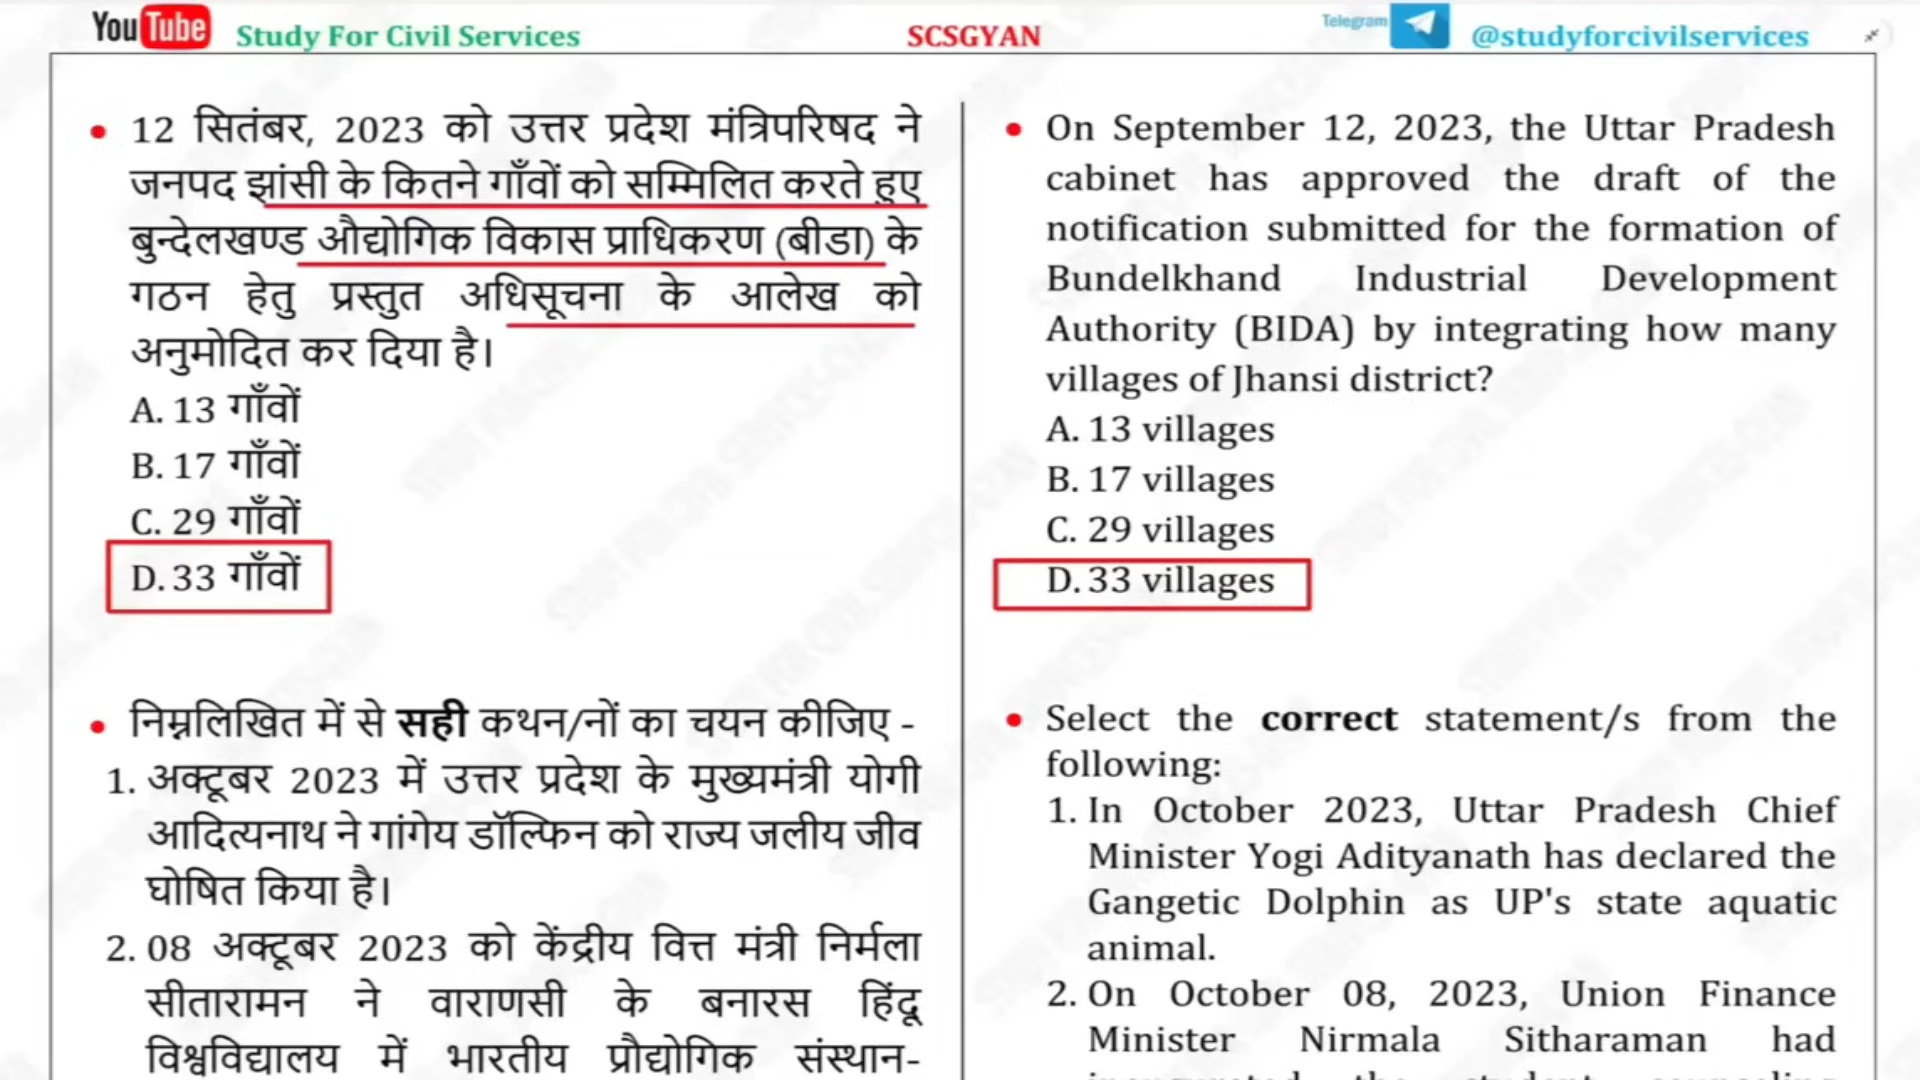 YouTube Study For Civil Services SCSGYAN Telegram @studyforcivilservices
12 सितंबर, 2023 को उत्तर प्रदेश मंत्रिपरिषद ने
जनपद झांसी के कितने गाँवों को सम्मिलित करते हुए
बुन्देलखण्ड औद्योगिक विकास प्राधिकरण (बीडा) के
गठन हेतु प्रस्तुत अधिसूचना के आलेख को
अनुमोदित कर दिया है।
A. 13 गाँवों
B. 17 गाँवों
C. 29 गाँवों
D. 33 गाँवों
निम्नलिखित में से सही कथन/नों का चयन कीजिए -
1. अक्टूबर 2023 में उत्तर प्रदेश के मुख्यमंत्री योगी
आदित्यनाथ ने गांगेय डॉल्फिन को राज्य जलीय जीव
घोषित किया है।
2. 08 अक्टूबर 2023 को केंद्रीय वित्त मंत्री निर्मला
सीतारामन ने वाराणसी के बनारस हिंदू
विश्वविद्यालय में भारतीय प्रौद्योगिक संस्थान-
On September 12, 2023, the Uttar Pradesh
cabinet has approved the draft of the
notification submitted for the formation of
Bundelkhand Industrial Development
Authority (BIDA) by integrating how many
villages of Jhansi district?
A. 13 villages
B. 17 villages
C. 29 villages
D. 33 villages
Select the correct statement/s from the
following:
1. In October 2023, Uttar Pradesh Chief
Minister Yogi Adityanath has declared the
Gangetic Dolphin as UP's state aquatic
animal.
2. On October 08, 2023, Union Finance
Minister Nirmala Sitharaman had